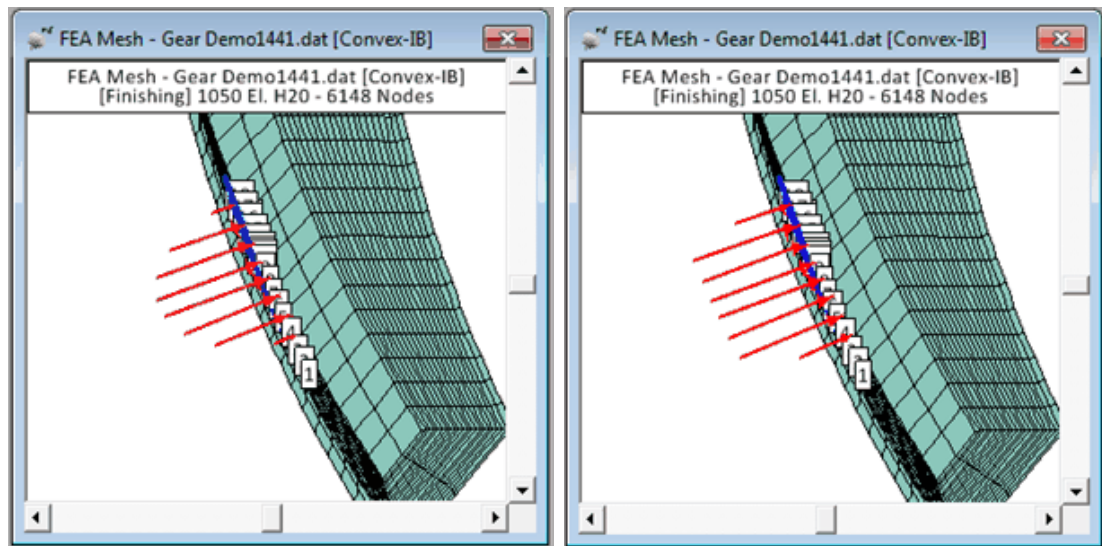 FEA Mesh - Gear Demo1441.dat [Convex-IB]
FEA Mesh - Gear Demo1441.dat [Convex-IB]
[Finishing] 1050 El. H20 - 6148 Nodes
4
1
FEA Mesh - Gear Demo1441.dat [Convex-IB]
FEA Mesh - Gear Demo1441.dat [Convex-IB]
[Finishing] 1050 El. H20 - 6148 Nodes
4
1